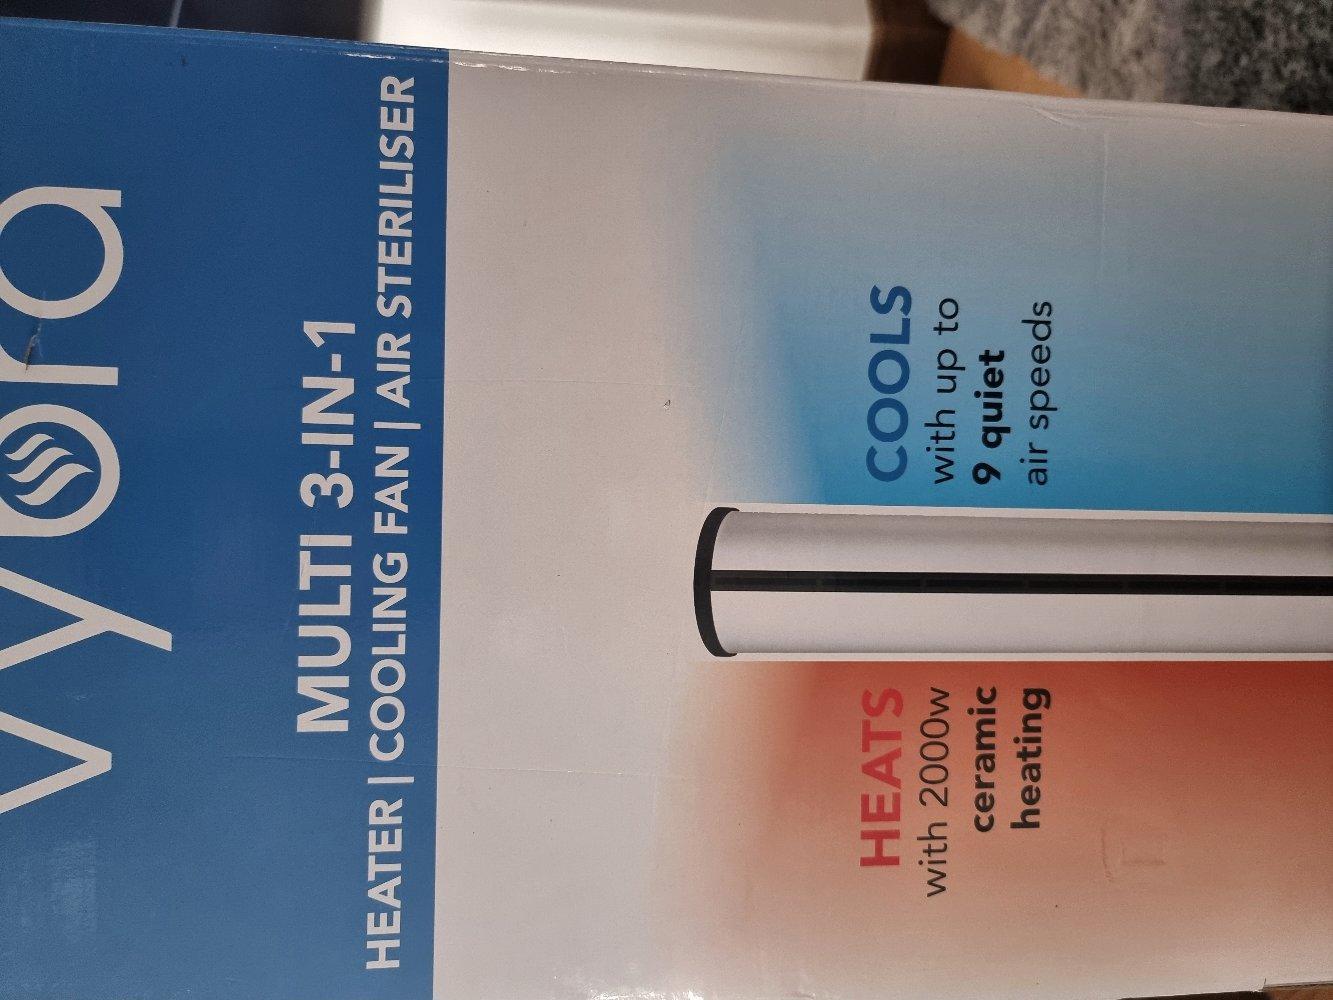 vybra
MULTI 3-IN-1
HEATER | COOLING FAN | AIR STERILISER
HEATS
with 2000w
ceramic
heating
COOLS
with up to
9 quiet
air speeds